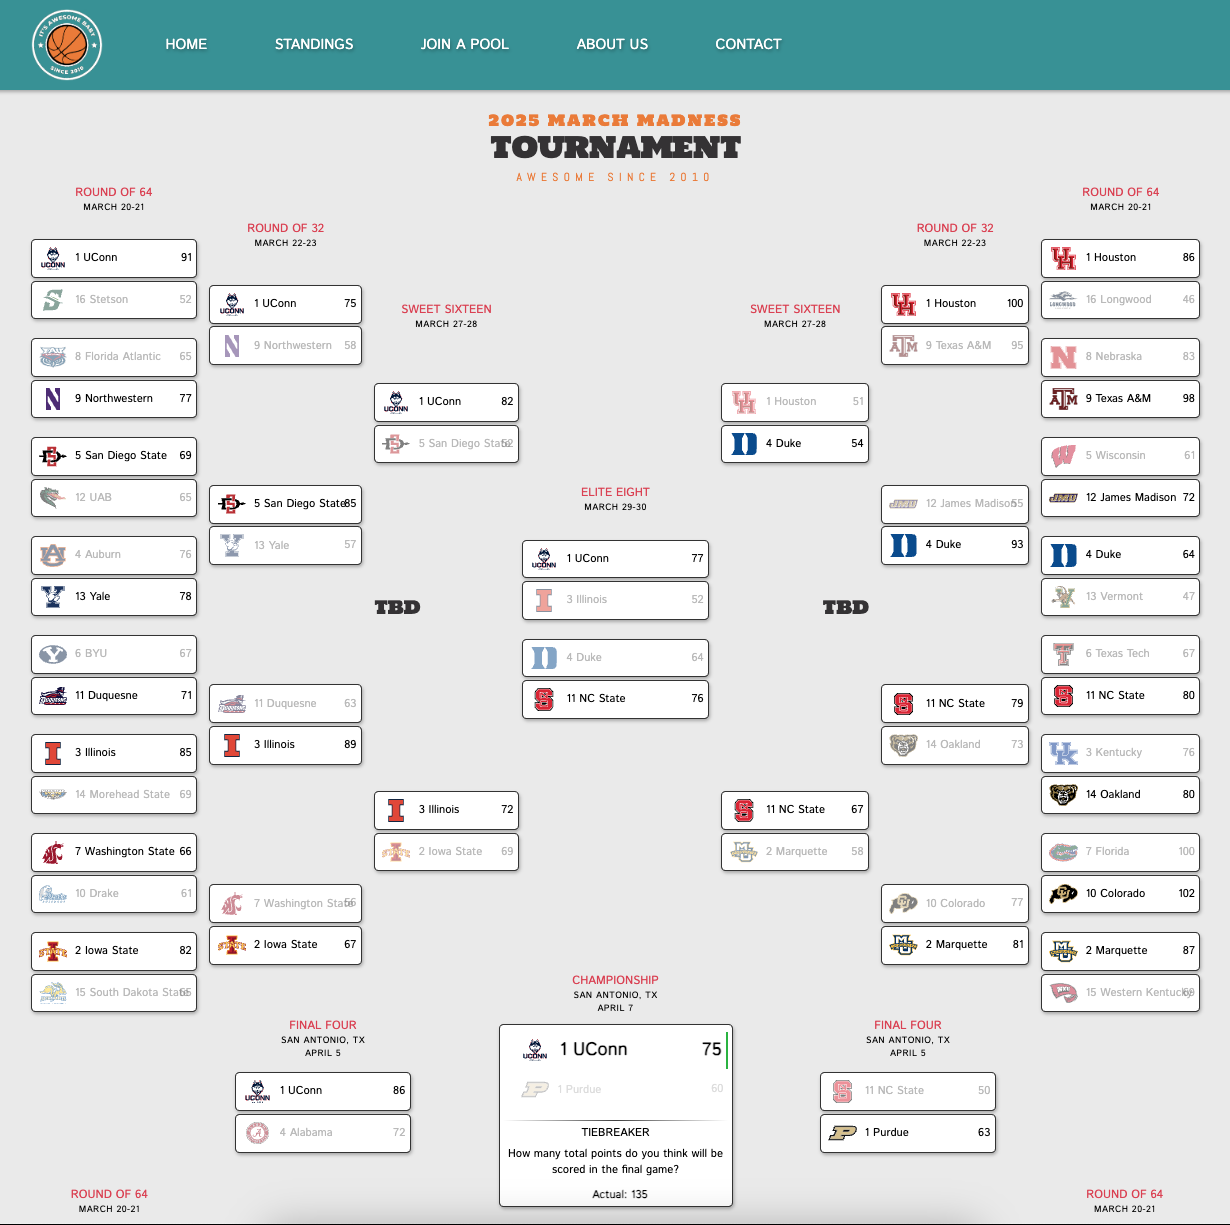 IT'S AWESOME BABY
SINCE 2010
HOME
STANDINGS
JOIN A POOL
ABOUT US
CONTACT
2025 MARCH MADNESS
TOURNAMENT
AWESOME SINCE 2010
ROUND OF 64
MARCH 20-21
1 UConn 91
16 Stetson 52
8 Florida Atlantic 65
9 Northwestern 77
5 San Diego State 69
12 UAB 65
4 Auburn 76
13 Yale 78
6 BYU 67
11 Duquesne 71
3 Illinois 85
14 Morehead State 69
7 Washington State 66
10 Drake 61
2 Iowa State 82
15 South Dakota State 65
ROUND OF 32
MARCH 22-23
1 UConn 75
9 Northwestern 58
5 San Diego State 85
13 Yale 57
11 Duquesne 63
3 Illinois 89
7 Washington State 56
2 Iowa State 67
SWEET SIXTEEN
MARCH 27-28
1 UConn 82
5 San Diego State 52
TBD
3 Illinois 72
2 Iowa State 69
ELITE EIGHT
MARCH 29-30
1 UConn 77
3 Illinois 52
4 Duke 64
11 NC State 76
SWEET SIXTEEN
MARCH 27-28
1 Houston 51
4 Duke 54
TBD
11 NC State 67
2 Marquette 58
ROUND OF 32
MARCH 22-23
1 Houston 100
9 Texas A&M 95
12 James Madison 55
4 Duke 93
11 NC State 79
14 Oakland 73
10 Colorado 77
2 Marquette 81
ROUND OF 64
MARCH 20-21
1 Houston 86
16 Longwood 46
8 Nebraska 83
9 Texas A&M 98
5 Wisconsin 61
12 James Madison 72
4 Duke 64
13 Vermont 47
6 Texas Tech 67
11 NC State 80
3 Kentucky 76
14 Oakland 80
7 Florida 100
10 Colorado 102
2 Marquette 87
15 Western Kentucky 69
FINAL FOUR
SAN ANTONIO, TX
APRIL 5
1 UConn 86
4 Alabama 72
CHAMPIONSHIP
SAN ANTONIO, TX
APRIL 7
1 UConn 75
1 Purdue 60
TIEBREAKER
How many total points do you think will be
scored in the final game?
Actual: 135
FINAL FOUR
SAN ANTONIO, TX
APRIL 5
11 NC State 50
1 Purdue 63
ROUND OF 64
MARCH 20-21
ROUND OF 64
MARCH 20-21